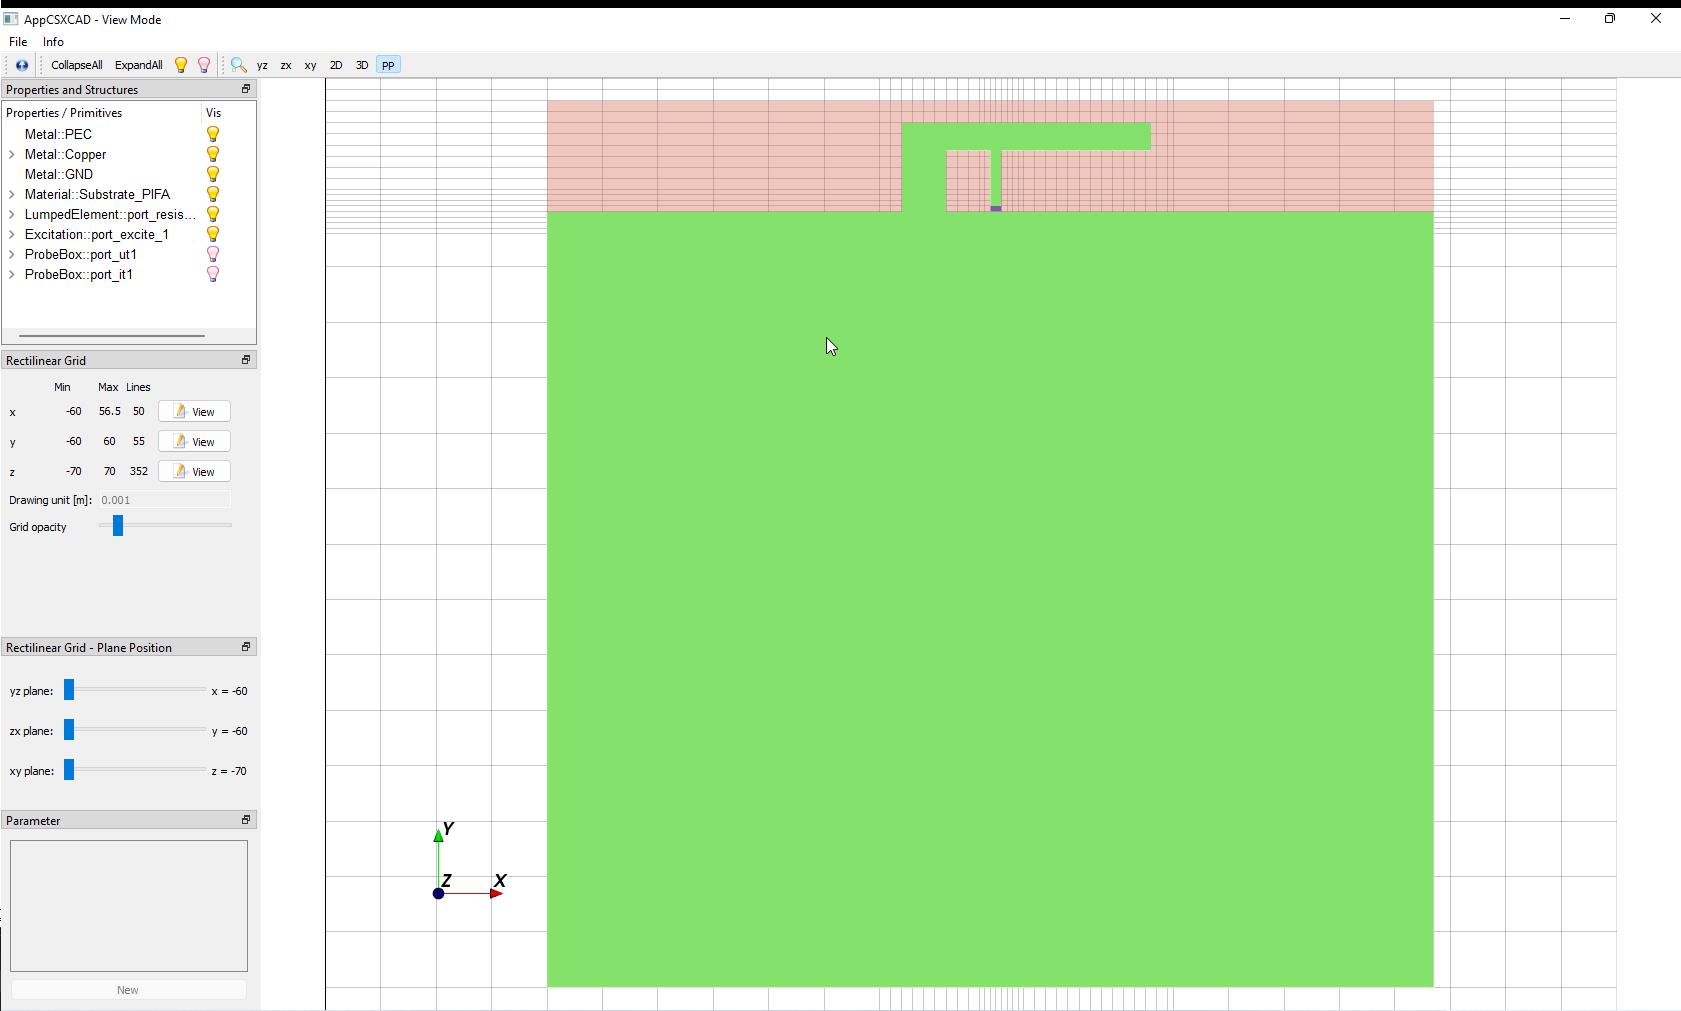 AppCSXCAD - View Mode
File Info
CollapseAll ExpandAll yz zx xy 2D 3D PP
Properties and Structures
Properties / Primitives Vis
Metal::PEC
Metal::Copper
Metal::GND
Material::Substrate_PIFA
LumpedElement::port_resis...
Excitation::port_excite_1
ProbeBox::port_ut1
ProbeBox::port_it1
Rectilinear Grid
Min Max Lines
x -60 56.5 50 View
y -60 60 55 View
z -70 70 352 View
Drawing unit [m]: 0.001
Grid opacity
Rectilinear Grid - Plane Position
yz plane: x = -60
zx plane: y = -60
xy plane: z = -70
Parameter
New
Y
Z X